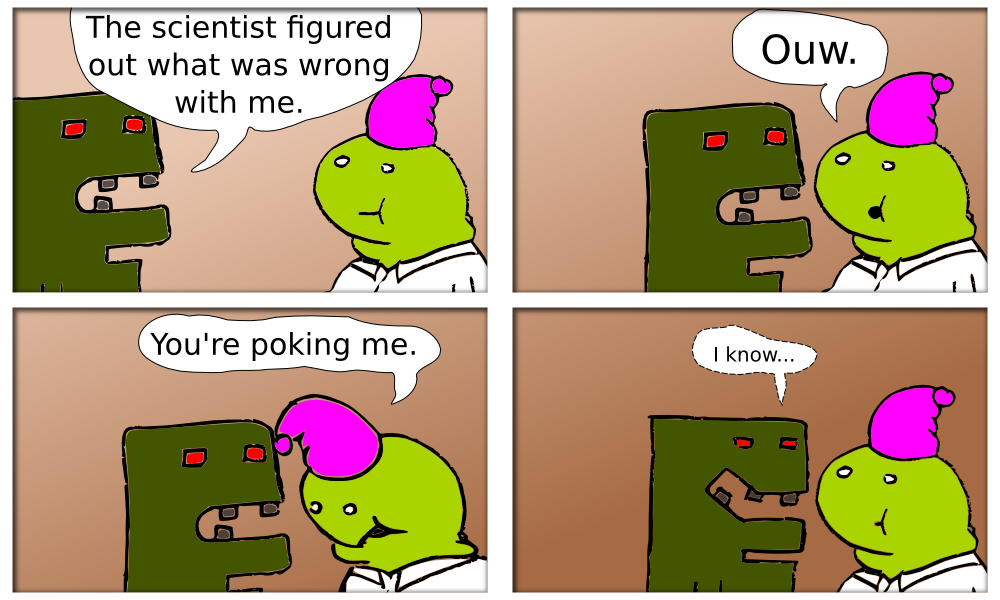 The scientist figured
out what was wrong
with me.
Ouw.
You're poking me.
I know...